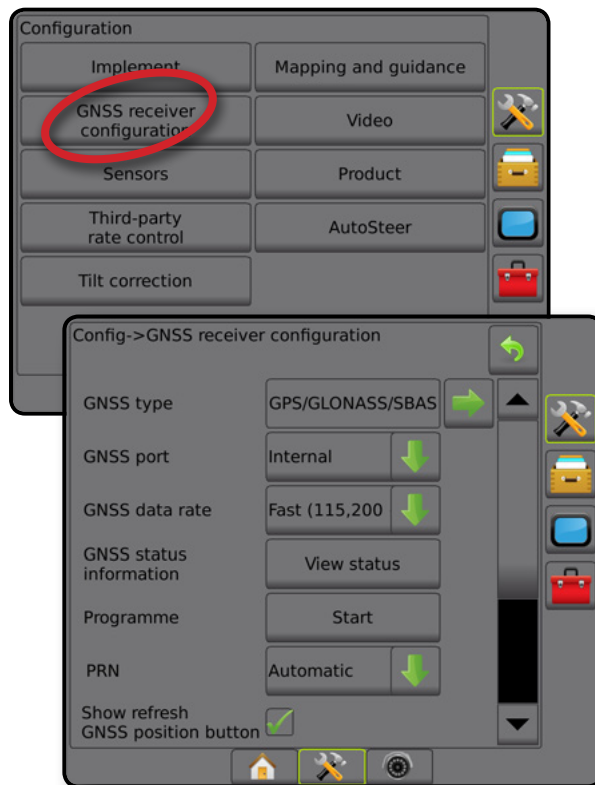 Configuration
Implement
Mapping and guidance
GNSS receiver
configuration
Video
Sensors
Product
Third-party
rate control
AutoSteer
Tilt correction
Config->GNSS receiver configuration
GNSS type
GPS/GLONASS/SBAS
GNSS port
Internal
GNSS data rate
Fast (115,200
GNSS status
information
View status
Programme
Start
PRN
Automatic
Show refresh
GNSS position button